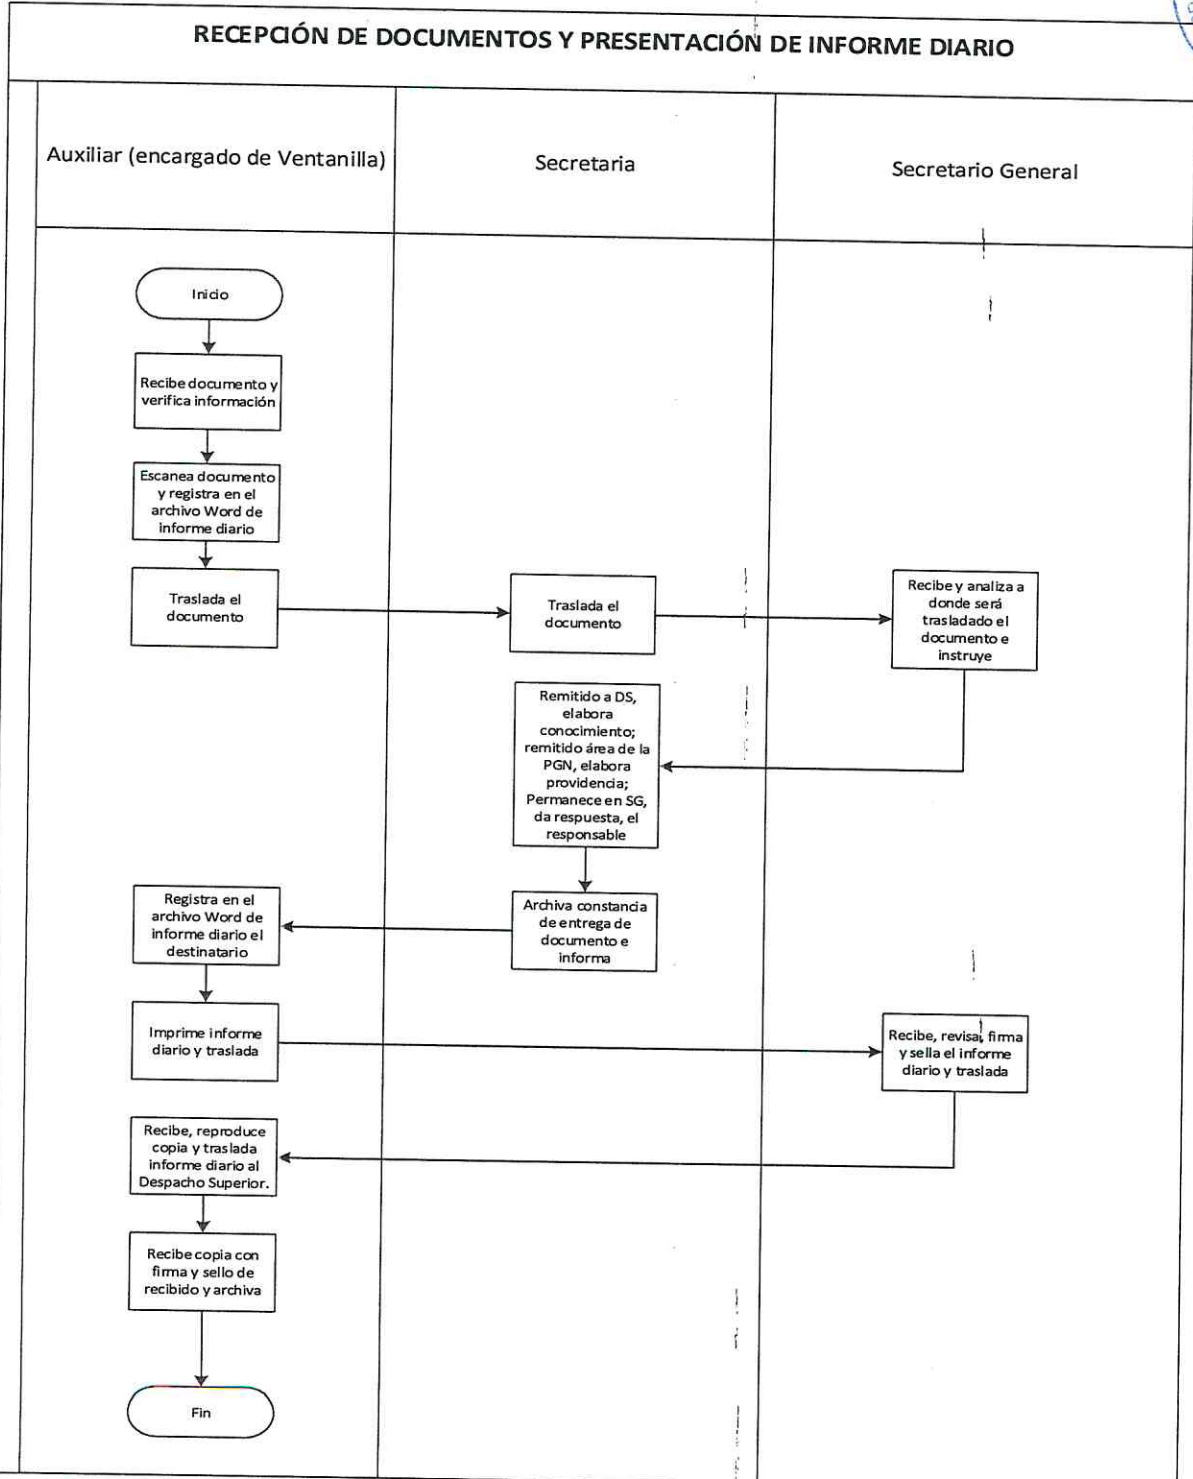 RECEPCIÓN DE DOCUMENTOS Y PRESENTACIÓN DE INFORME DIARIO
Auxiliar (encargado de Ventanilla)
Secretaria
Secretario General
Inicio
Recibe documento y
verifica información
Escanea documento
y registra en el
archivo Word de
informe diario
Traslada el
documento
Traslada el
documento
Recibe y analiza a
donde será
trasladado el
documento e
instruye
Remitido a DS,
elabora
conocimiento;
remitido área de la
PGN, elabora
providencia;
Permanece en SG,
da respuesta, el
responsable
Archiva constancia
de entrega de
documento e
informa
Registra en el
archivo Word de
informe diario el
destinatario
Imprime informe
diario y traslada
Recibe, revisa, firma
y sella el informe
diario y traslada
Recibe, reproduce
copia y traslada
informe diario al
Despacho Superior.
Recibe copia con
firma y sello de
recibido y archiva
Fin